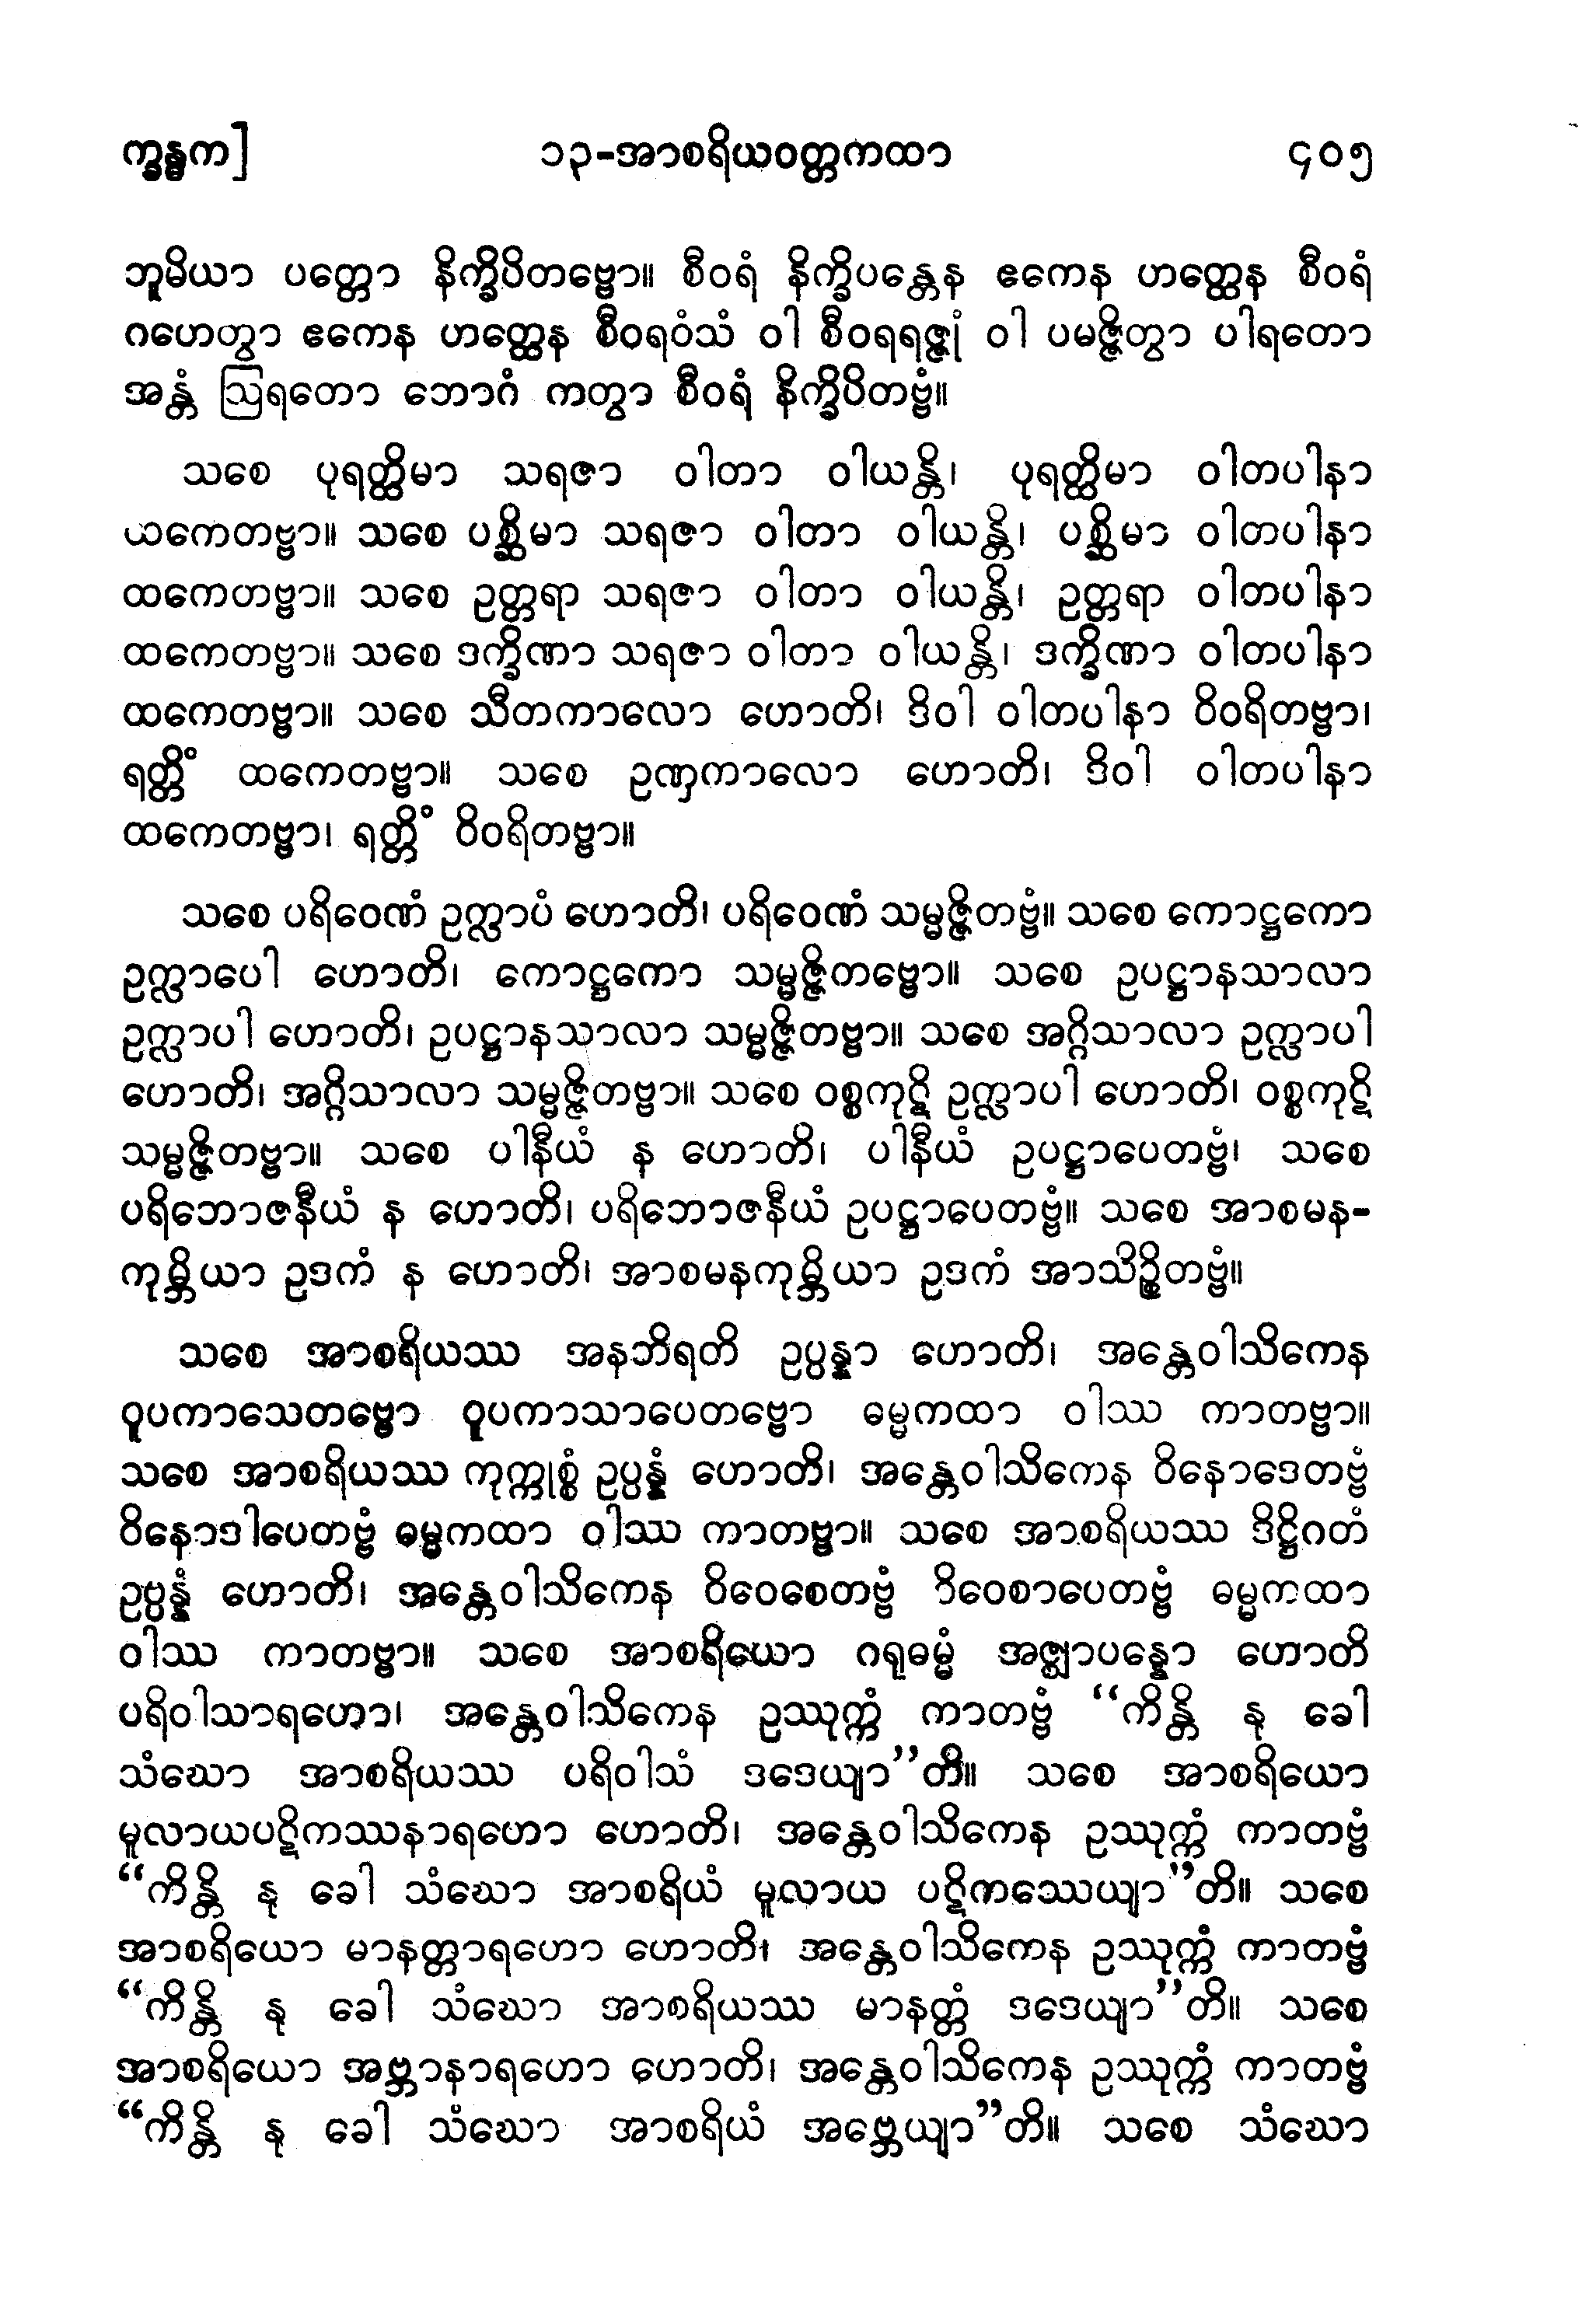 က္ခန္ဓက] ၁၃-အာစရိယဝတ္တကထာ ၄၀၅
ဘူမိယာ ပတ္တော နိက္ခိပိတဗ္ဗော။ စီဝရံ နိက္ခိပန္တေန ဧကေန ဟတ္ထေန စီဝရံ
ဂဟေတွာ ဧကေန ဟတ္ထေန စီဝရဝံသံ ဝါ စီဝရရဇ္ဇုံ ဝါ ပမဇ္ဇိတွာ ပါရတော
အန္တံ ဩရတော ဘောဂံ ကတွာ စီဝရံ နိက္ခိပိတဗ္ဗံ။
သစေ ပုရတ္ထိမာ သရဇာ ဝါတာ ဝါယန္တိ၊ ပုရတ္ထိမာ ဝါတပါနာ
ထကေတဗ္ဗာ။ သစေ ပစ္ဆိမာ သရဇာ ဝါတာ ဝါယန္တိ၊ ပစ္ဆိမာ ဝါတပါနာ
ထကေတဗ္ဗာ။ သစေ ဥတ္တရာ သရဇာ ဝါတာ ဝါယန္တိ၊ ဥတ္တရာ ဝါတပါနာ
ထကေတဗ္ဗာ။ သစေ ဒက္ခိဏာ သရဇာ ဝါတာ ဝါယန္တိ၊ ဒက္ခိဏာ ဝါတပါနာ
ထကေတဗ္ဗာ။ သစေ သီတကာလော ဟောတိ၊ ဒိဝါ ဝါတပါနာ ဝိဝရိတဗ္ဗာ၊
ရတ္တိံ ထကေတဗ္ဗာ။ သစေ ဥဏှကာလော ဟောတိ၊ ဒိဝါ ဝါတပါနာ
ထကေတဗ္ဗာ၊ ရတ္တိံ ဝိဝရိတဗ္ဗာ။
သစေ ပရိဝေဏံ ဥက္လာပံ ဟောတိ၊ ပရိဝေဏံ သမ္မဇ္ဇိတဗ္ဗံ။ သစေ ကောဋ္ဌကော
ဥက္လာပေါ ဟောတိ၊ ကောဋ္ဌကော သမ္မဇ္ဇိတဗ္ဗော။ သစေ ဥပဋ္ဌာနသာလာ
ဥက္လာပါ ဟောတိ၊ ဥပဋ္ဌာနသာလာ သမ္မဇ္ဇိတဗ္ဗာ။ သစေ အဂ္ဂိသာလာ ဥက္လာပါ
ဟောတိ၊ အဂ္ဂိသာလာ သမ္မဇ္ဇိတဗ္ဗာ။ သစေ ဝစ္စကုဋိ ဥက္လာပါ ဟောတိ၊ ဝစ္စကုဋိ
သမ္မဇ္ဇိတဗ္ဗာ။ သစေ ပါနီယံ န ဟောတိ၊ ပါနီယံ ဥပဋ္ဌာပေတဗ္ဗံ၊ သစေ
ပရိဘောဇနီယံ န ဟောတိ၊ ပရိဘောဇနီယံ ဥပဋ္ဌာပေတဗ္ဗံ။ သစေ အာစမန-
ကုမ္ဘိယာ ဥဒကံ န ဟောတိ၊ အာစမနကုမ္ဘိယာ ဥဒကံ အာသိဉ္စိတဗ္ဗံ။
သစေ အာစရိယဿ အနဘိရတိ ဥပ္ပန္နာ ဟောတိ၊ အန္တေဝါသိကေန
ဝူပကာသေတဗ္ဗော ဝူပကာသာပေတဗ္ဗော ဓမ္မကထာ ဝါဿ ကာတဗ္ဗာ။
သစေ အာစရိယဿ ကုက္ကုစ္စံ ဥပ္ပန္နံ ဟောတိ၊ အန္တေဝါသိကေန ဝိနောဒေတဗ္ဗံ
ဝိနောဒါပေတဗ္ဗံ ဓမ္မကထာ ဝါဿ ကာတဗ္ဗာ။ သစေ အာစရိယဿ ဒိဋ္ဌိဂတံ
ဥပ္ပန္နံ ဟောတိ၊ အန္တေဝါသိကေန ဝိဝေစေတဗ္ဗံ ဝိဝေစာပေတဗ္ဗံ ဓမ္မကထာ
ဝါဿ ကာတဗ္ဗာ။ သစေ အာစရိယော ဂရုဓမ္မံ အဇ္ဈာပန္နော ဟောတိ
ပရိဝါသာရဟော၊ အန္တေဝါသိကေန ဥဿုက္ကံ ကာတဗ္ဗံ “ကိန္တိ နု ခေါ
သံဃော အာစရိယဿ ပရိဝါသံ ဒဒေယျာ”တိ။ သစေ အာစရိယော
မူလာယပဋိကဿနာရဟော ဟောတိ၊ အန္တေဝါသိကေန ဥဿုက္ကံ ကာတဗ္ဗံ
“ကိန္တိ နု ခေါ သံဃော အာစရိယံ မူလာယ ပဋိကဿေယျာ”တိ။ သစေ
အာစရိယော မာနတ္တာရဟော ဟောတိ၊ အန္တေဝါသိကေန ဥဿုက္ကံ ကာတဗ္ဗံ
“ကိန္တိ နု ခေါ သံဃော အာစရိယဿ မာနတ္တံ ဒဒေယျာ”တိ။ သစေ
အာစရိယော အဗ္ဘာနာရဟော ဟောတိ၊ အန္တေဝါသိကေန ဥဿုက္ကံ ကာတဗ္ဗံ
“ကိန္တိ နု ခေါ သံဃော အာစရိယံ အဗ္ဘေယျာ”တိ။ သစေ သံဃော